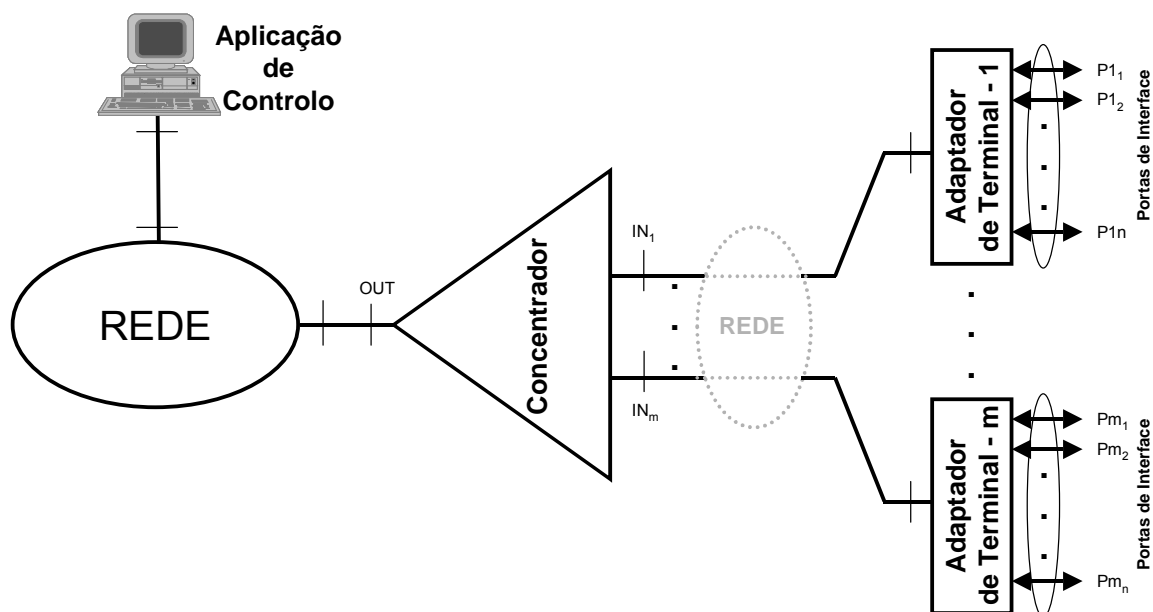 Aplicação
de
Controlo
REDE
OUT
Concentrador
IN₁
INₘ
REDE
Adaptador
de Terminal - 1
P1₁
P1₂
P1n
Portas de Interface
Adaptador
de Terminal - m
Pm₁
Pm₂
Pmₙ
Portas de Interface